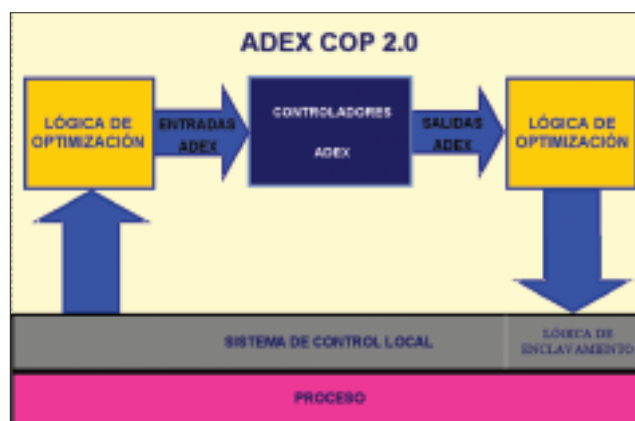 ADEX COP 2.0
LÓGICA DE
OPTIMIZACIÓN
ENTRADAS
ADEX
CONTROLADORES
ADEX
SALIDAS
ADEX
LÓGICA DE
OPTIMIZACIÓN
SISTEMA DE CONTROL LOCAL
LÓGICA DE
ENCLAVAMIENTO
PROCESO